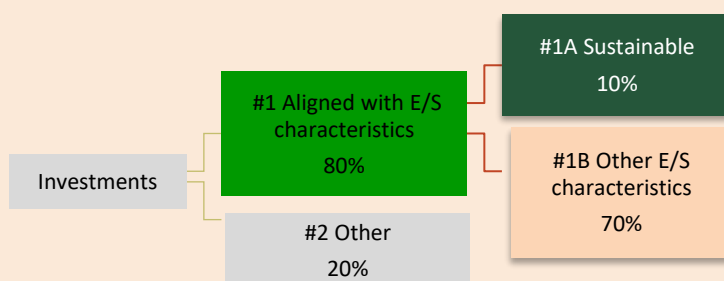 Investments
#1 Aligned with E/S
characteristics
80%
#2 Other
20%
#1A Sustainable
10%
#1B Other E/S
characteristics
70%